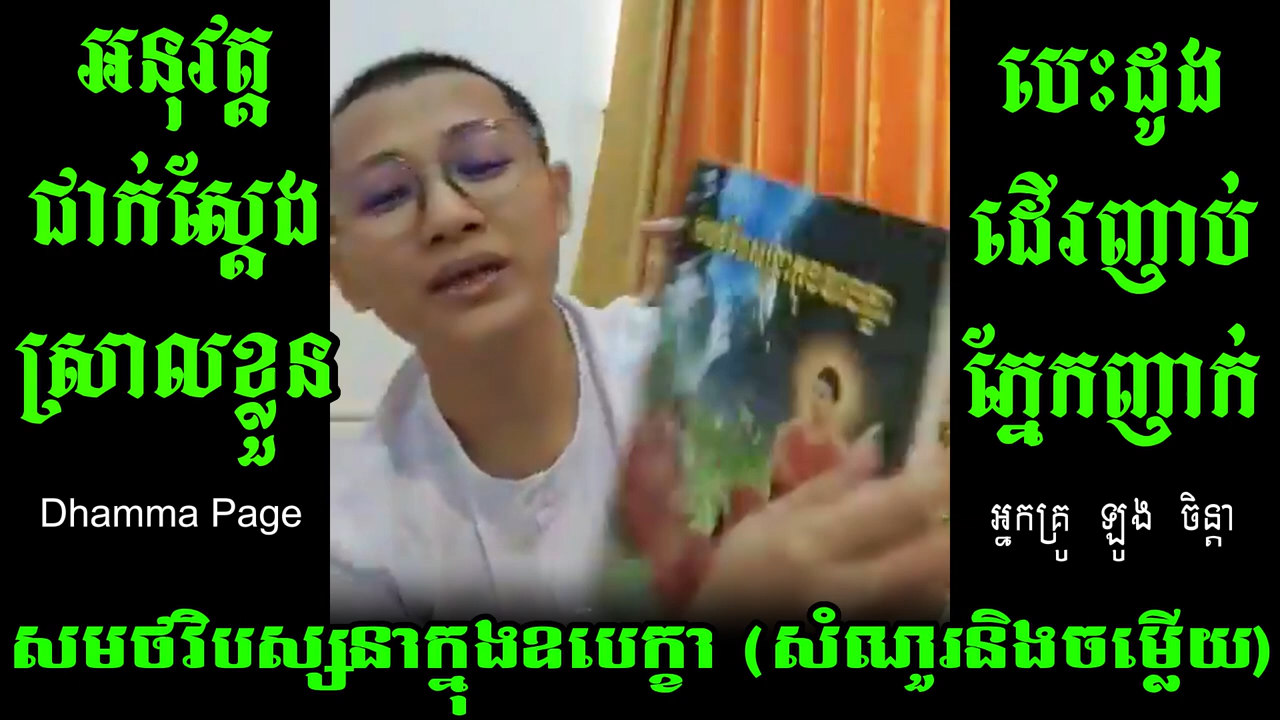 អនុវត្ត
ជាក់ស្តែង
ស្រាលខ្លួន
Dhamma Page
បេះដូង
ដើរញាប់
ភ្នែកញាក់
អ្នកគ្រូ ឡុង ចិន្តា
សមថវិបស្សនាក្នុងឧបេក្ខា (សំណួរនិងចម្លើយ)